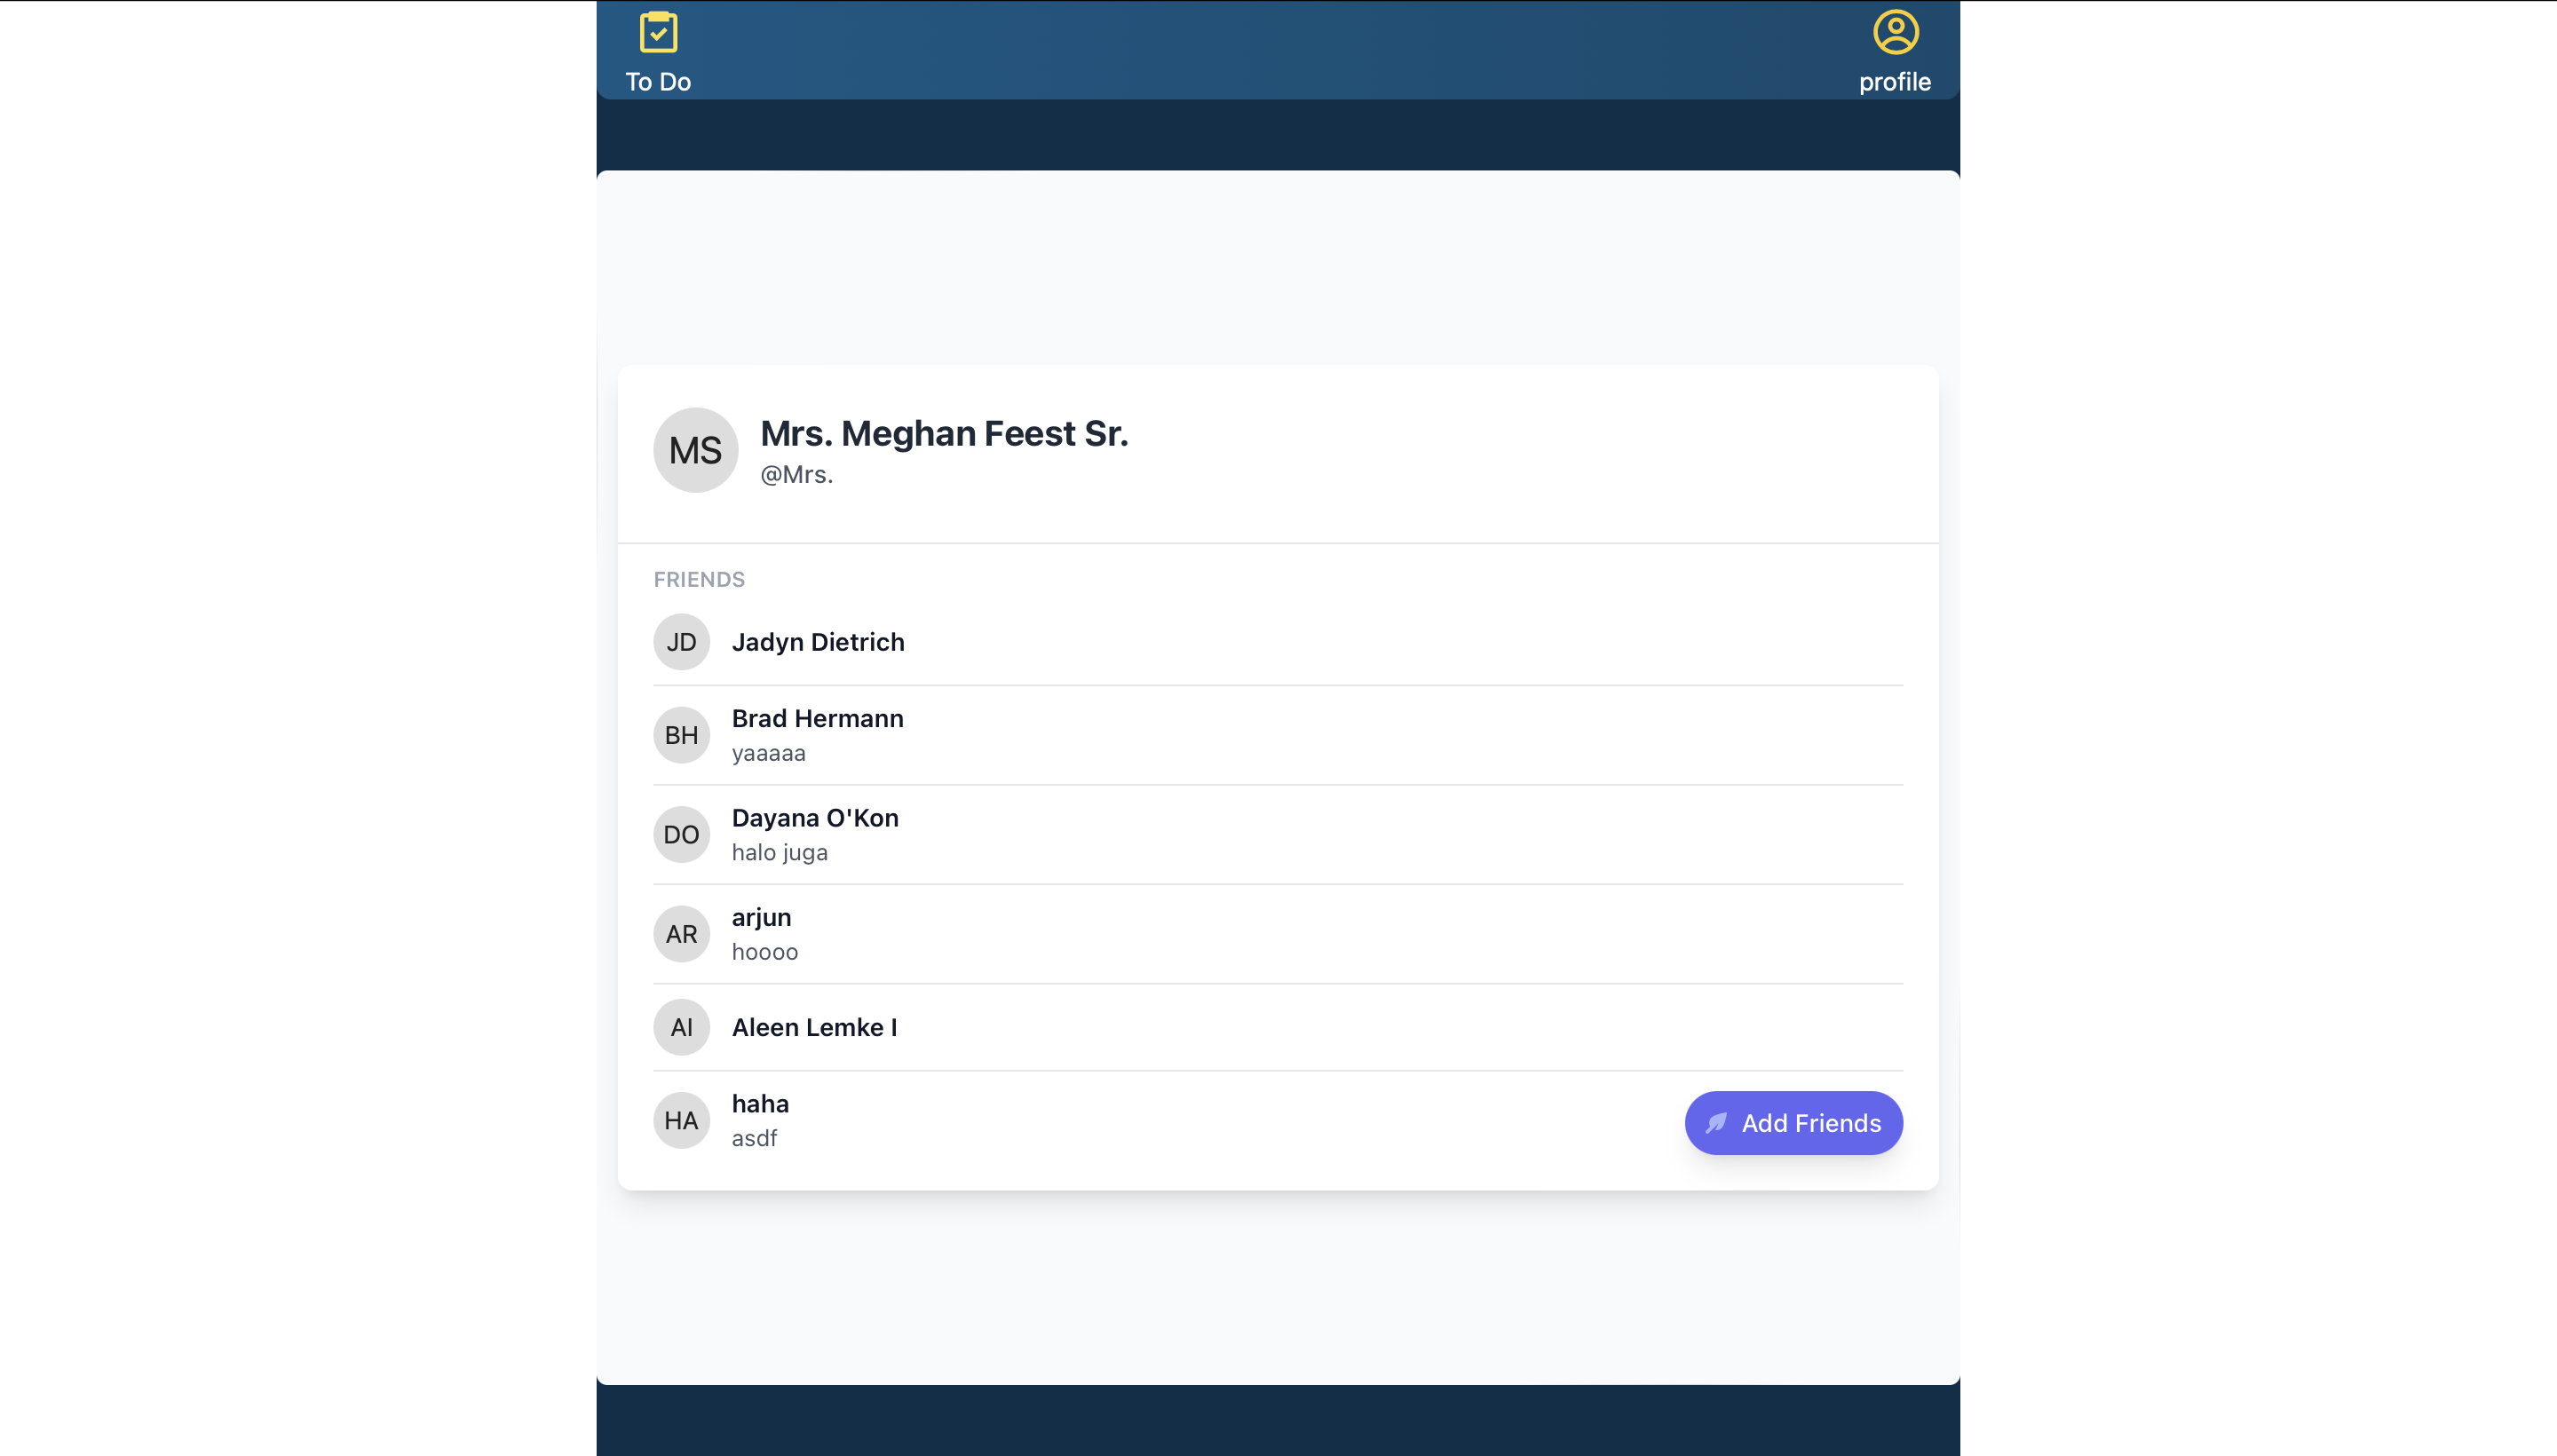 To Do
profile
MS
Mrs. Meghan Feest Sr.
@Mrs.
FRIENDS
JD
Jadyn Dietrich
BH
Brad Hermann
yaaaaa
DO
Dayana O'Kon
halo juga
AR
arjun
hoooo
AI
Aleen Lemke I
HA
haha
asdf
Add Friends